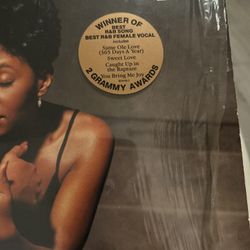 WINNER OF
BEST
R&B SONG
BEST R&B FEMALE VOCAL
includes
Same Ole Love
(365 Days A Year)
Sweet Love
Caught Up in
the Rapture
You Bring Me Joy
2 GRAMMY AWARDS